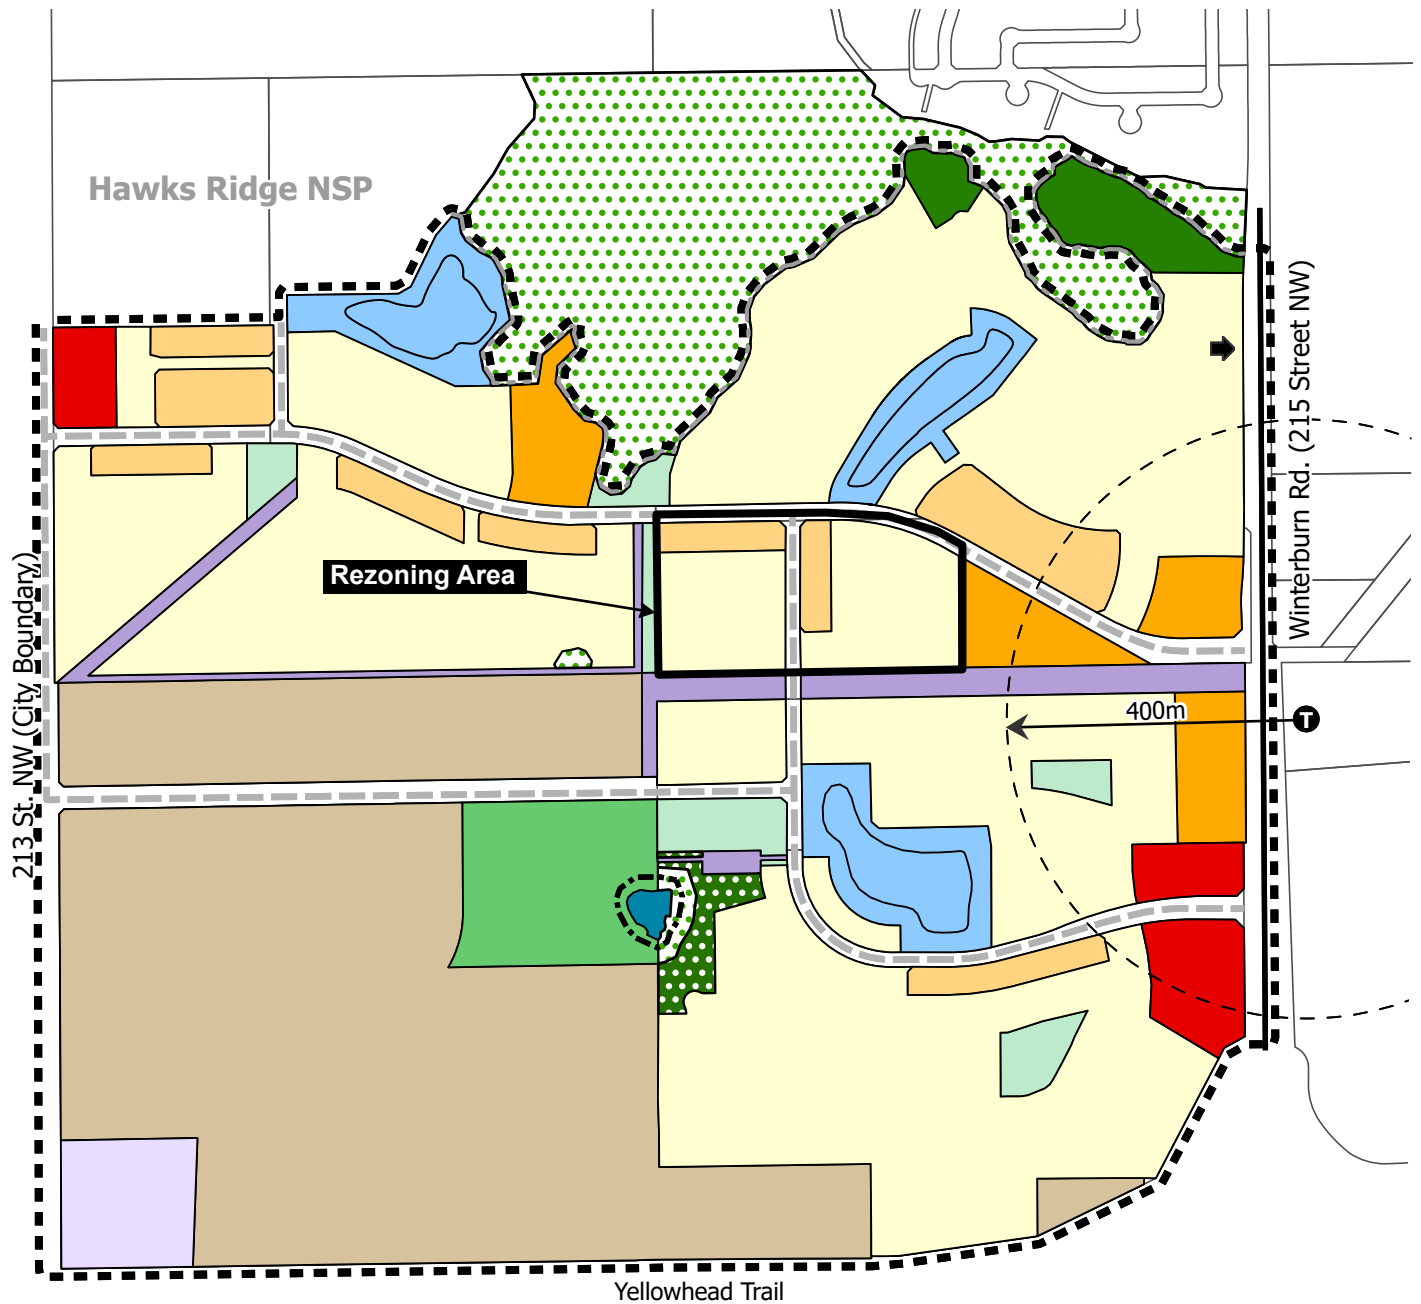 Hawks Ridge NSP
Winterburn Rd. (215 Street NW)
Rezoning Area
213 St. NW (City Boundary)
400m
T
Yellowhead Trail